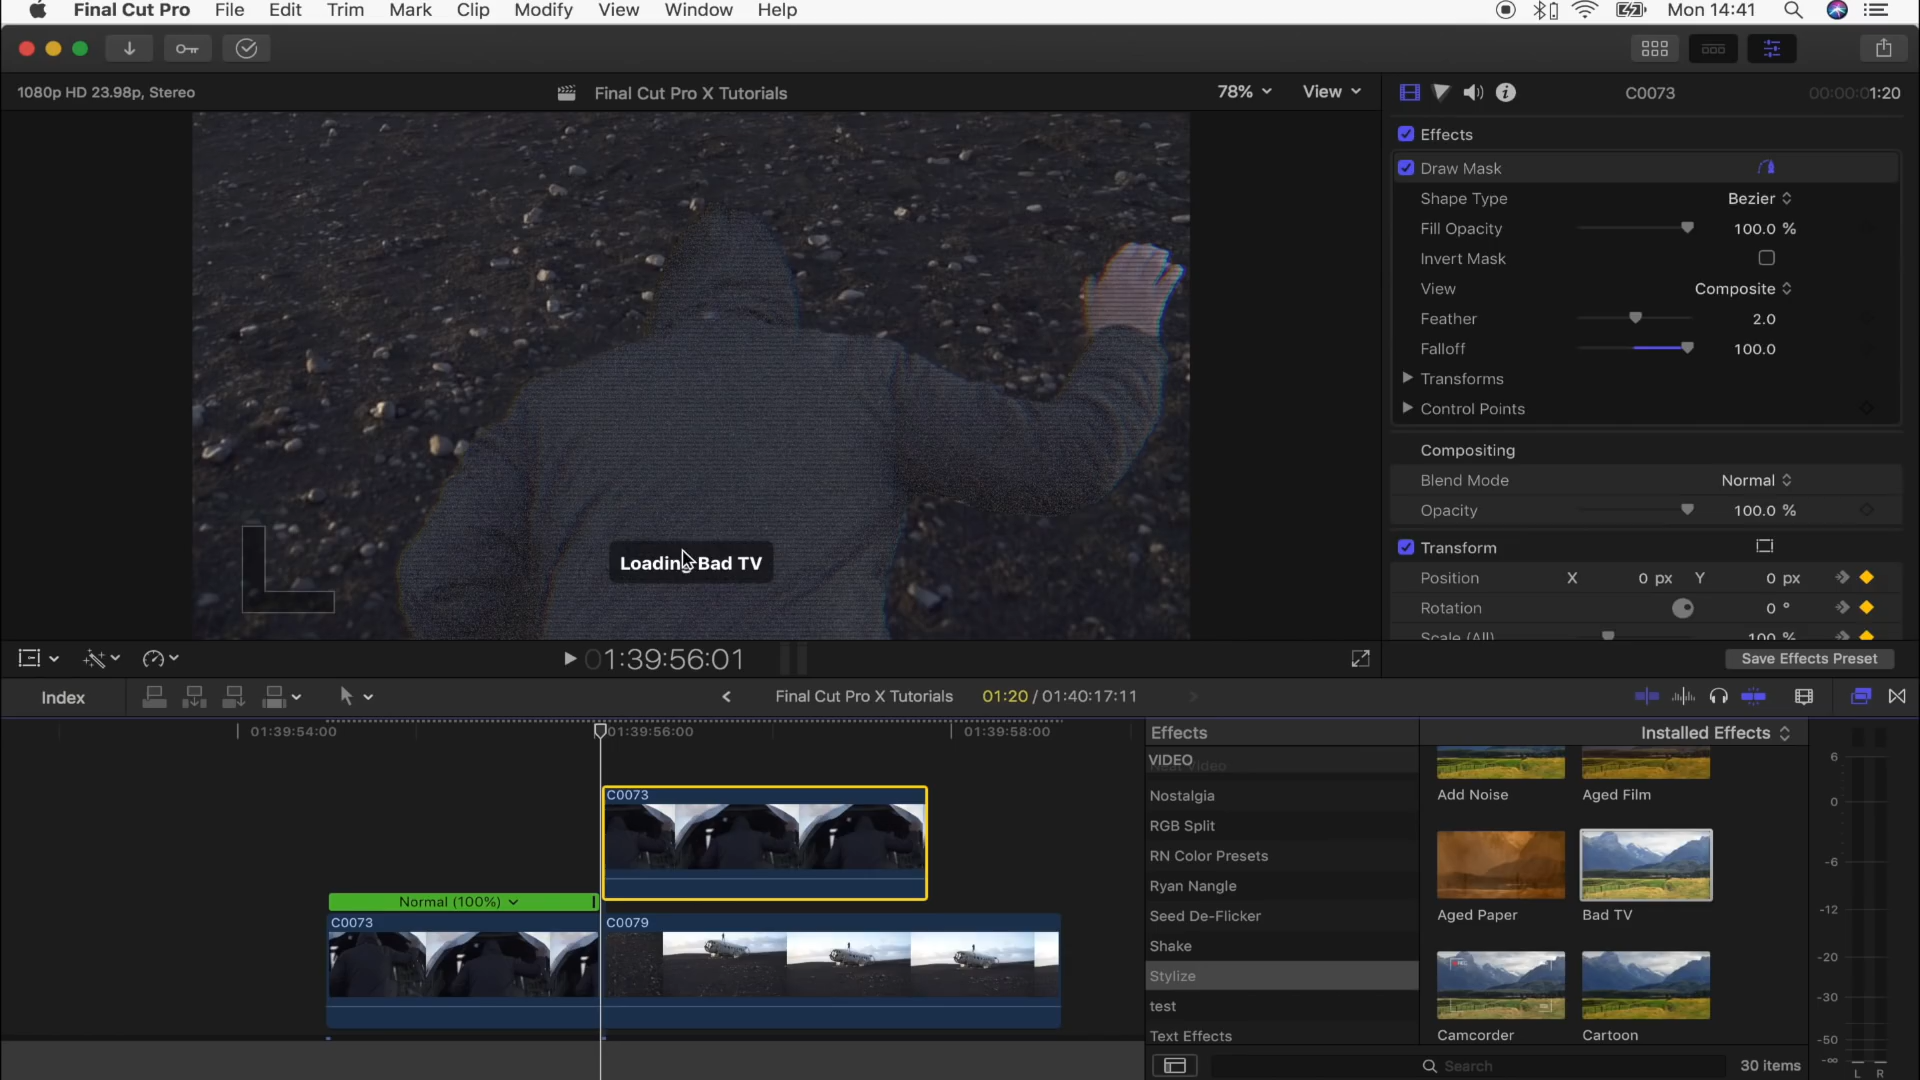 Final Cut Pro File Edit Trim Mark Clip Modify View Window Help Mon 14:41
1080p HD 23.98p, Stereo
Final Cut Pro X Tutorials
78%
View
C0073
00:00:01:20
Effects
Draw Mask
Shape Type Bezier
Fill Opacity 100.0 %
Invert Mask
View Composite
Feather 2.0
Falloff 100.0
Transforms
Control Points
Compositing
Blend Mode Normal
Opacity 100.0 %
Transform
Position X 0 px Y 0 px
Rotation 0 °
Scale (All) 100 %
Save Effects Preset
Loading Bad TV
01:39:56:01
Index
Final Cut Pro X Tutorials 01:20 / 01:40:17:11
01:39:54:00
01:39:56:00
01:39:58:00
C0073
Normal (100%)
C0073
C0079
Effects
Installed Effects
VIDEO
Nostalgia
RGB Split
RN Color Presets
Ryan Nangle
Seed De-Flicker
Shake
Stylize
test
Text Effects
Add Noise
Aged Film
Aged Paper
Bad TV
Camcorder
Cartoon
Search
30 items
6
0
-6
-12
-20
-30
-50
-∞
L R